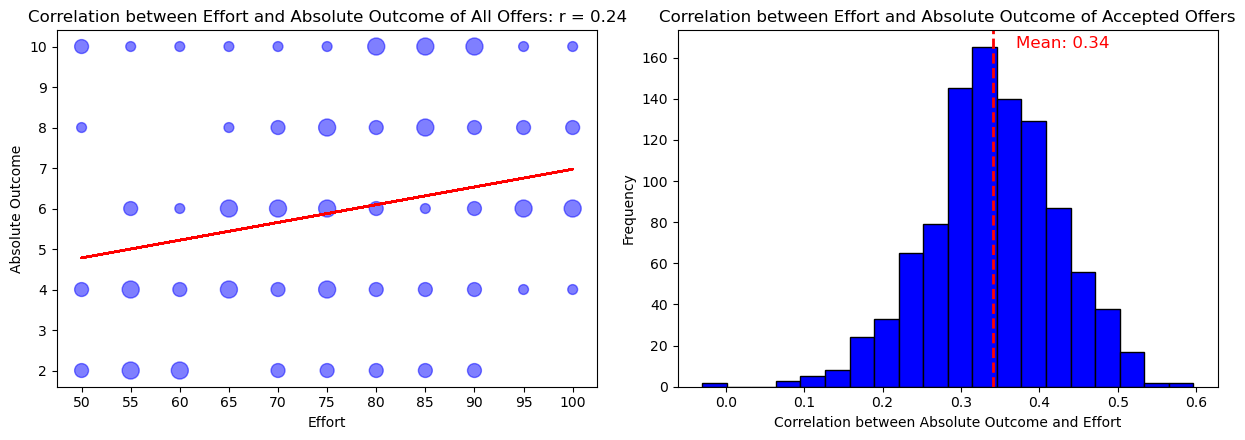 Correlation between Effort and Absolute Outcome of All Offers: r = 0.24
10
9
8
7
6
5
4
3
2
Absolute Outcome
50 55 60 65 70 75 80 85 90 95 100
Effort
Correlation between Effort and Absolute Outcome of Accepted Offers
Mean: 0.34
160
140
120
100
80
60
40
20
0
Frequency
0.0 0.1 0.2 0.3 0.4 0.5 0.6
Correlation between Absolute Outcome and Effort